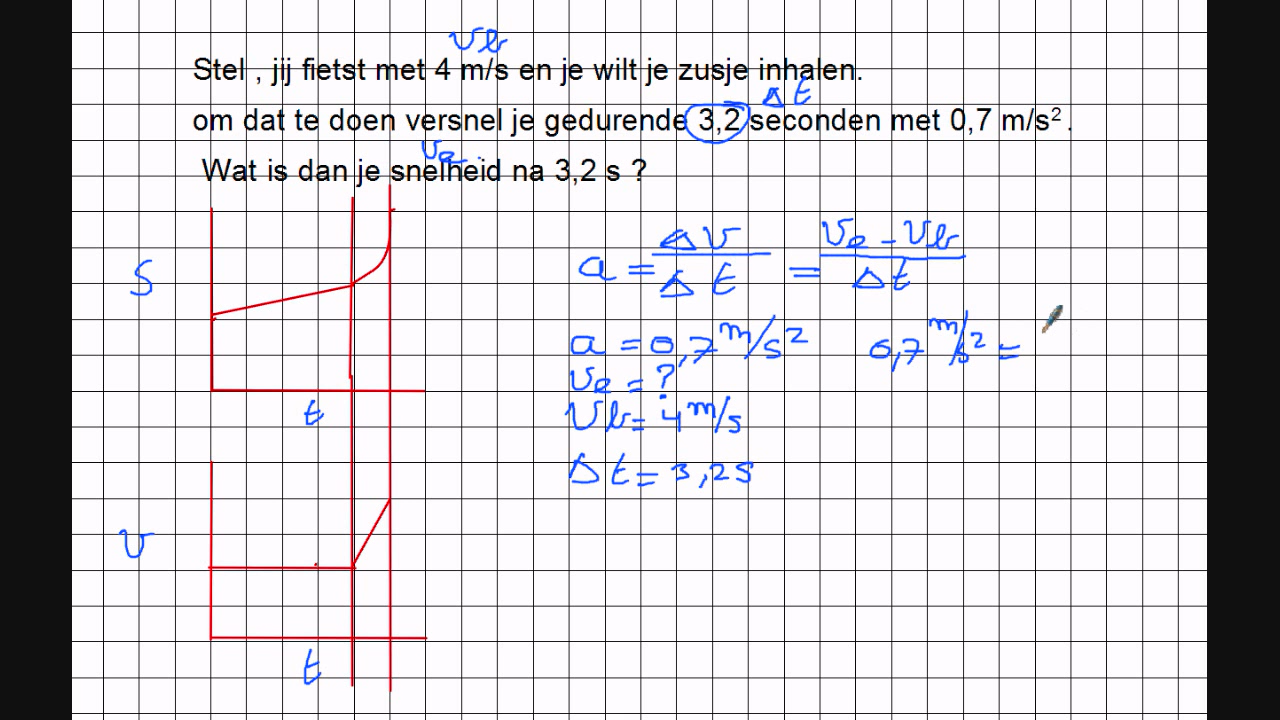 Vb
Stel , jij fietst met 4 m/s en je wilt je zusje inhalen.
Δt
om dat te doen versnel je gedurende 3,2 seconden met 0,7 m/s².
Ve
Wat is dan je snelheid na 3,2 s ?
S
t
v
t
a = Δv/Δt = Ve - Vb/Δt
a = 0,7 m/s² 0,7 m/s² =
Ve = ?
Vb = 4 m/s
Δt = 3,2 s